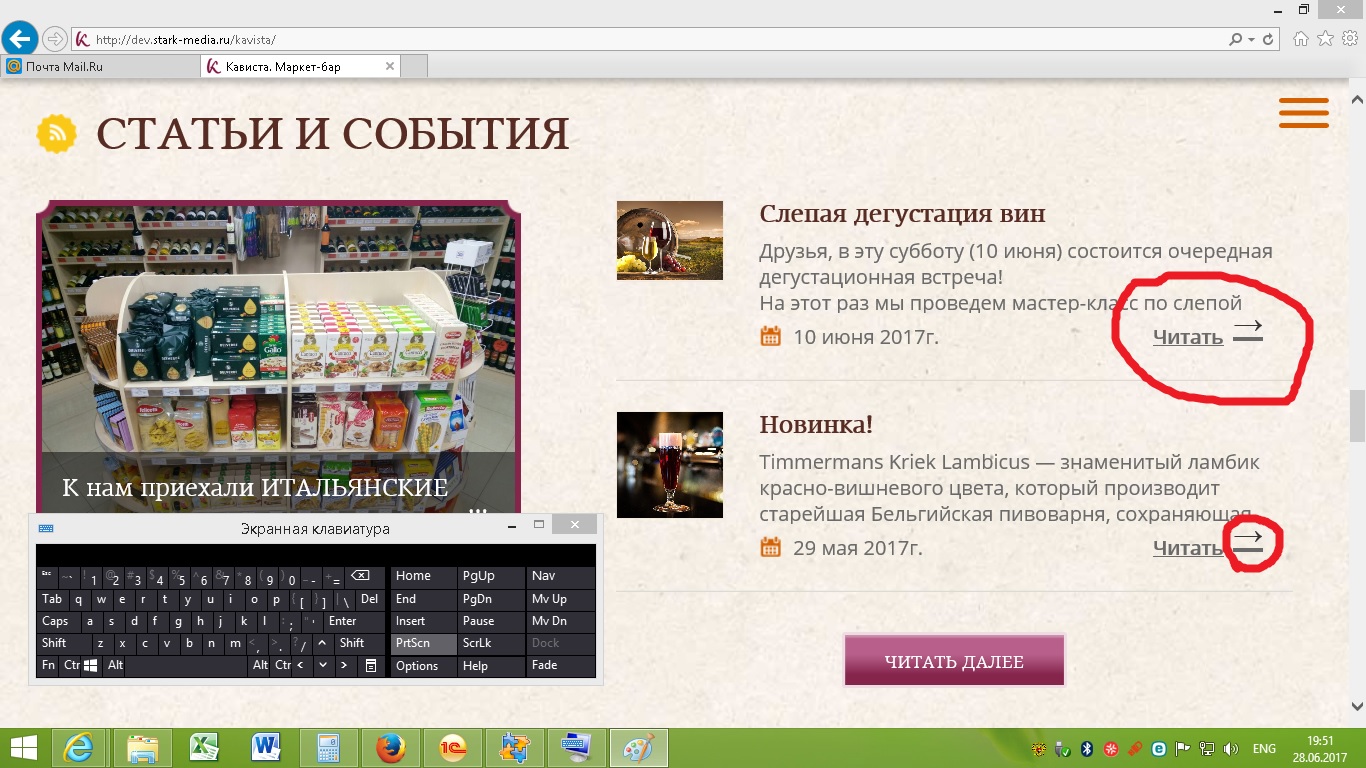 http://dev.stark-media.ru/kavista/
Почта Mail.Ru
Кависта. Маркет-бар
СТАТЬИ И СОБЫТИЯ
К нам приехали ИТАЛЬЯНСКИЕ
...
Слепая дегустация вин
Друзья, в эту субботу (10 июня) состоится очередная
дегустационная встреча!
На этот раз мы проведем мастер-класс по слепой
10 июня 2017г.
Читать →
Новинка!
Timmermans Kriek Lambicus — знаменитый ламбик
красно-вишневого цвета, который производит
старейшая Бельгийская пивоварня, сохраняющая
29 мая 2017г.
Читать →
ЧИТАТЬ ДАЛЕЕ
Экранная клавиатура
Esc ~ ` ! 1 @ 2 # 3 $ 4 % 5 ^ 6 & 7 * 8 ( 9 ) 0 _ - + = Home PgUp Nav
Tab q w e r t y u i o p { [ } ] | \ Del End PgDn Mv Up
Caps a s d f g h j k l : ; " ' Enter Insert Pause Mv Dn
Shift z x c v b n m < , > . ? / ^ Shift PrtScn ScrLk Dock
Fn Ctr Alt Alt Ctr < ˅ > Options Help Fade
ENG
19:51
28.06.2017